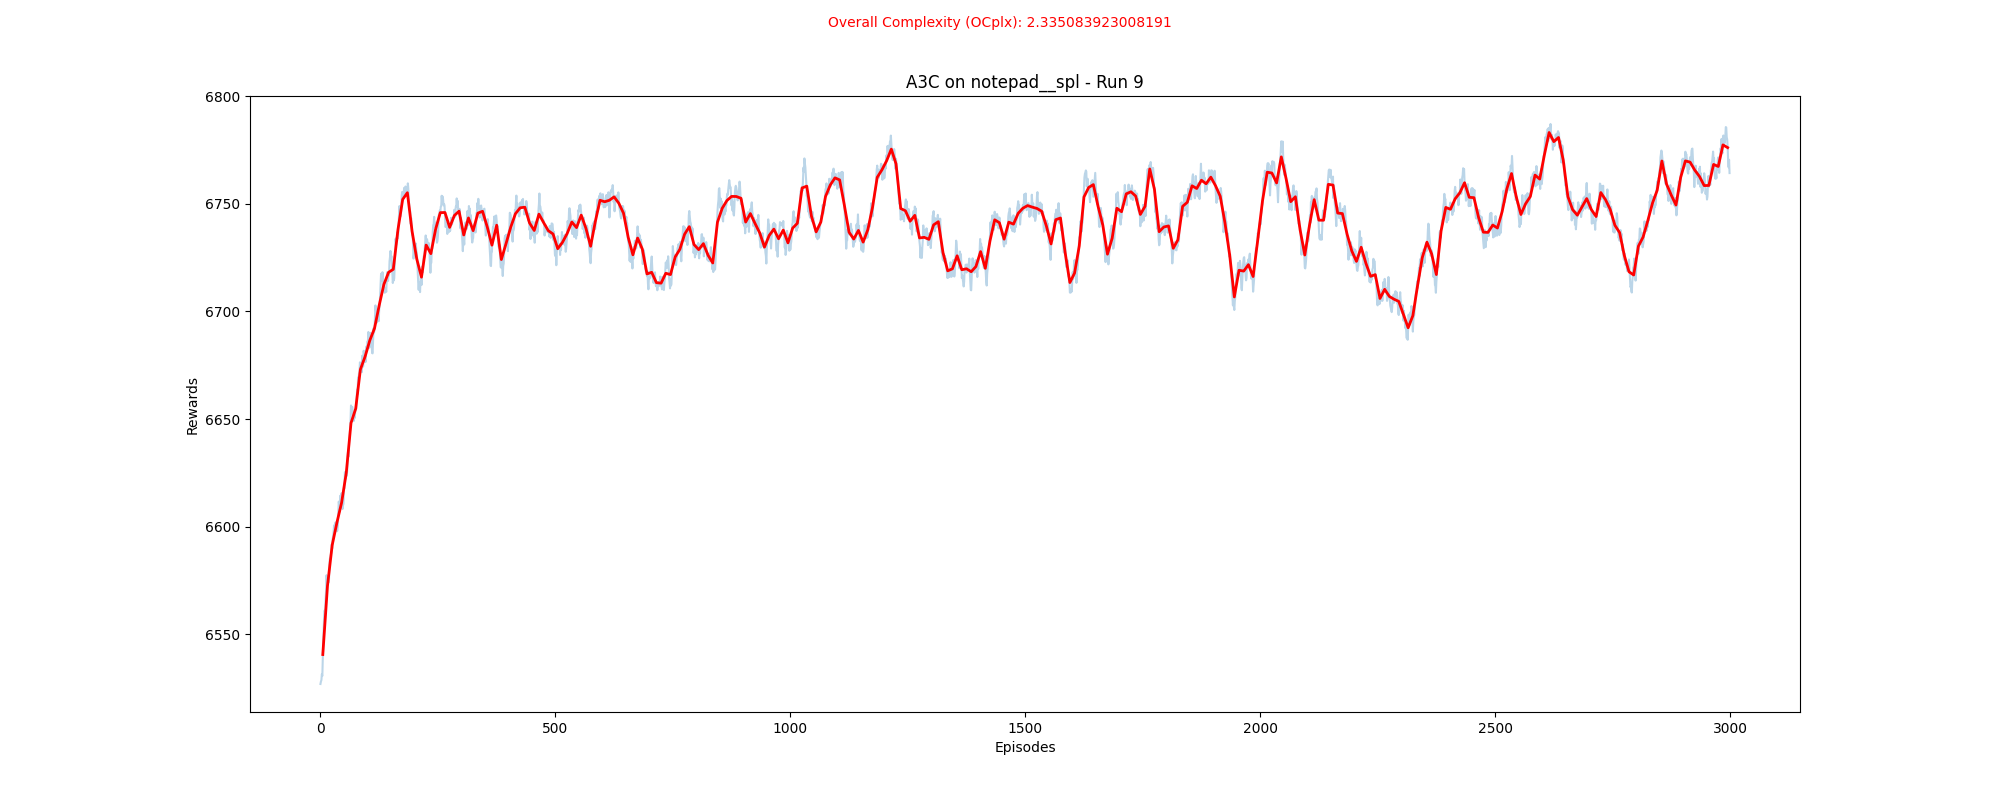 Overall Complexity (OCplx): 2.335083923008191
A3C on notepad__spl - Run 9
6800
6750
6700
6650
6600
6550
Rewards
0 500 1000 1500 2000 2500 3000
Episodes